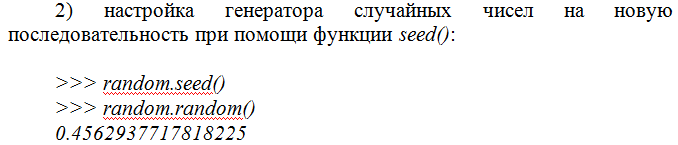 2) настройка генератора случайных чисел на новую
последовательность при помощи функции seed():
>>> random.seed()
>>> random.random()
0.4562937717818225